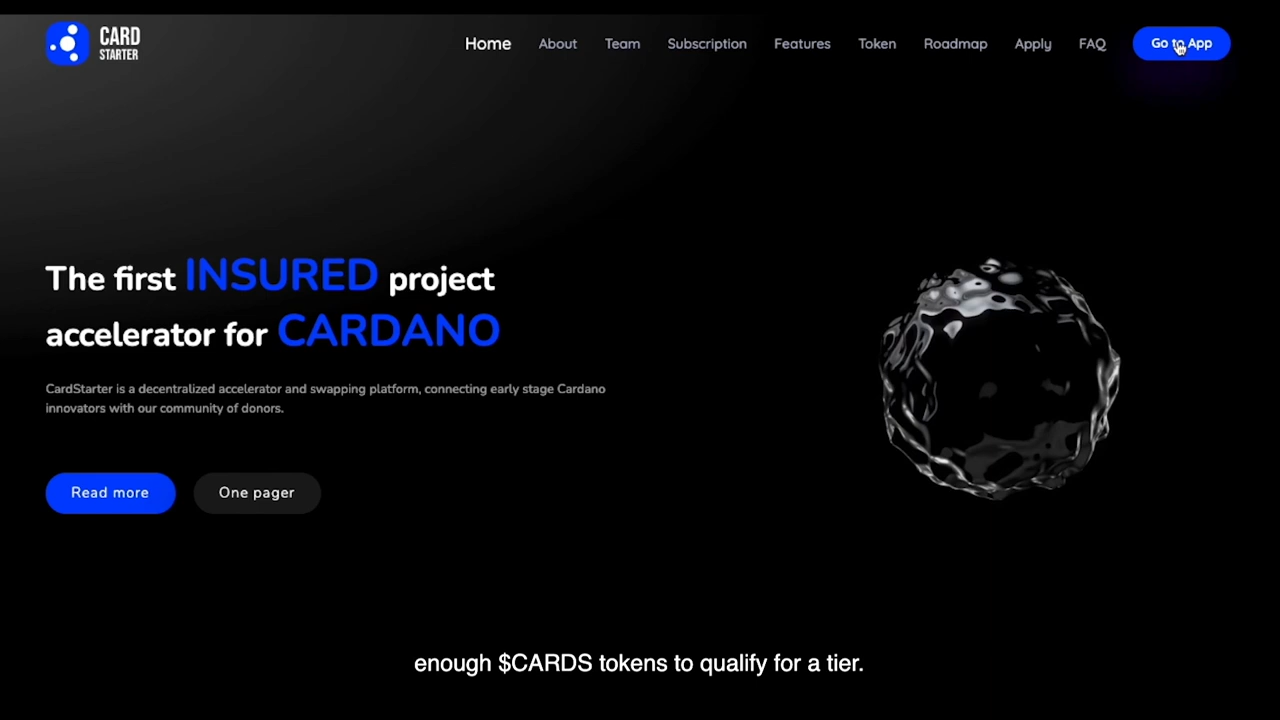 CARD
STARTER
Home About Team Subscription Features Token Roadmap Apply FAQ Go to App
The first INSURED project
accelerator for CARDANO
CardStarter is a decentralized accelerator and swapping platform, connecting early stage Cardano
innovators with our community of donors.
Read more One pager
enough $CARDS tokens to qualify for a tier.